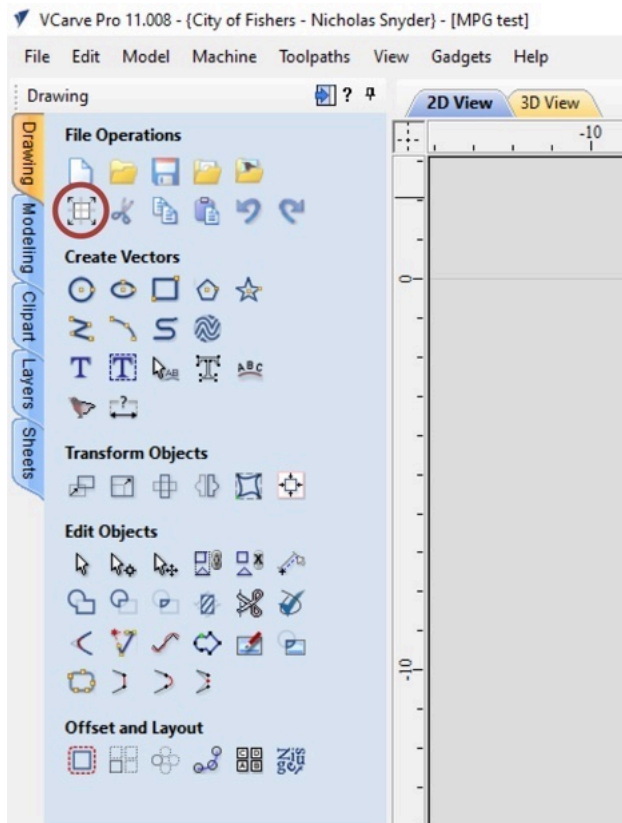 VCarve Pro 11.008 - {City of Fishers - Nicholas Snyder} - [MPG test]
File Edit Model Machine Toolpaths View Gadgets Help
Drawing ?
2D View 3D View
-10
Drawing
Modeling
Clipart
Layers
Sheets
File Operations
Create Vectors
T T AB T ABC
?
Transform Objects
Edit Objects
Offset and Layout
0
-10